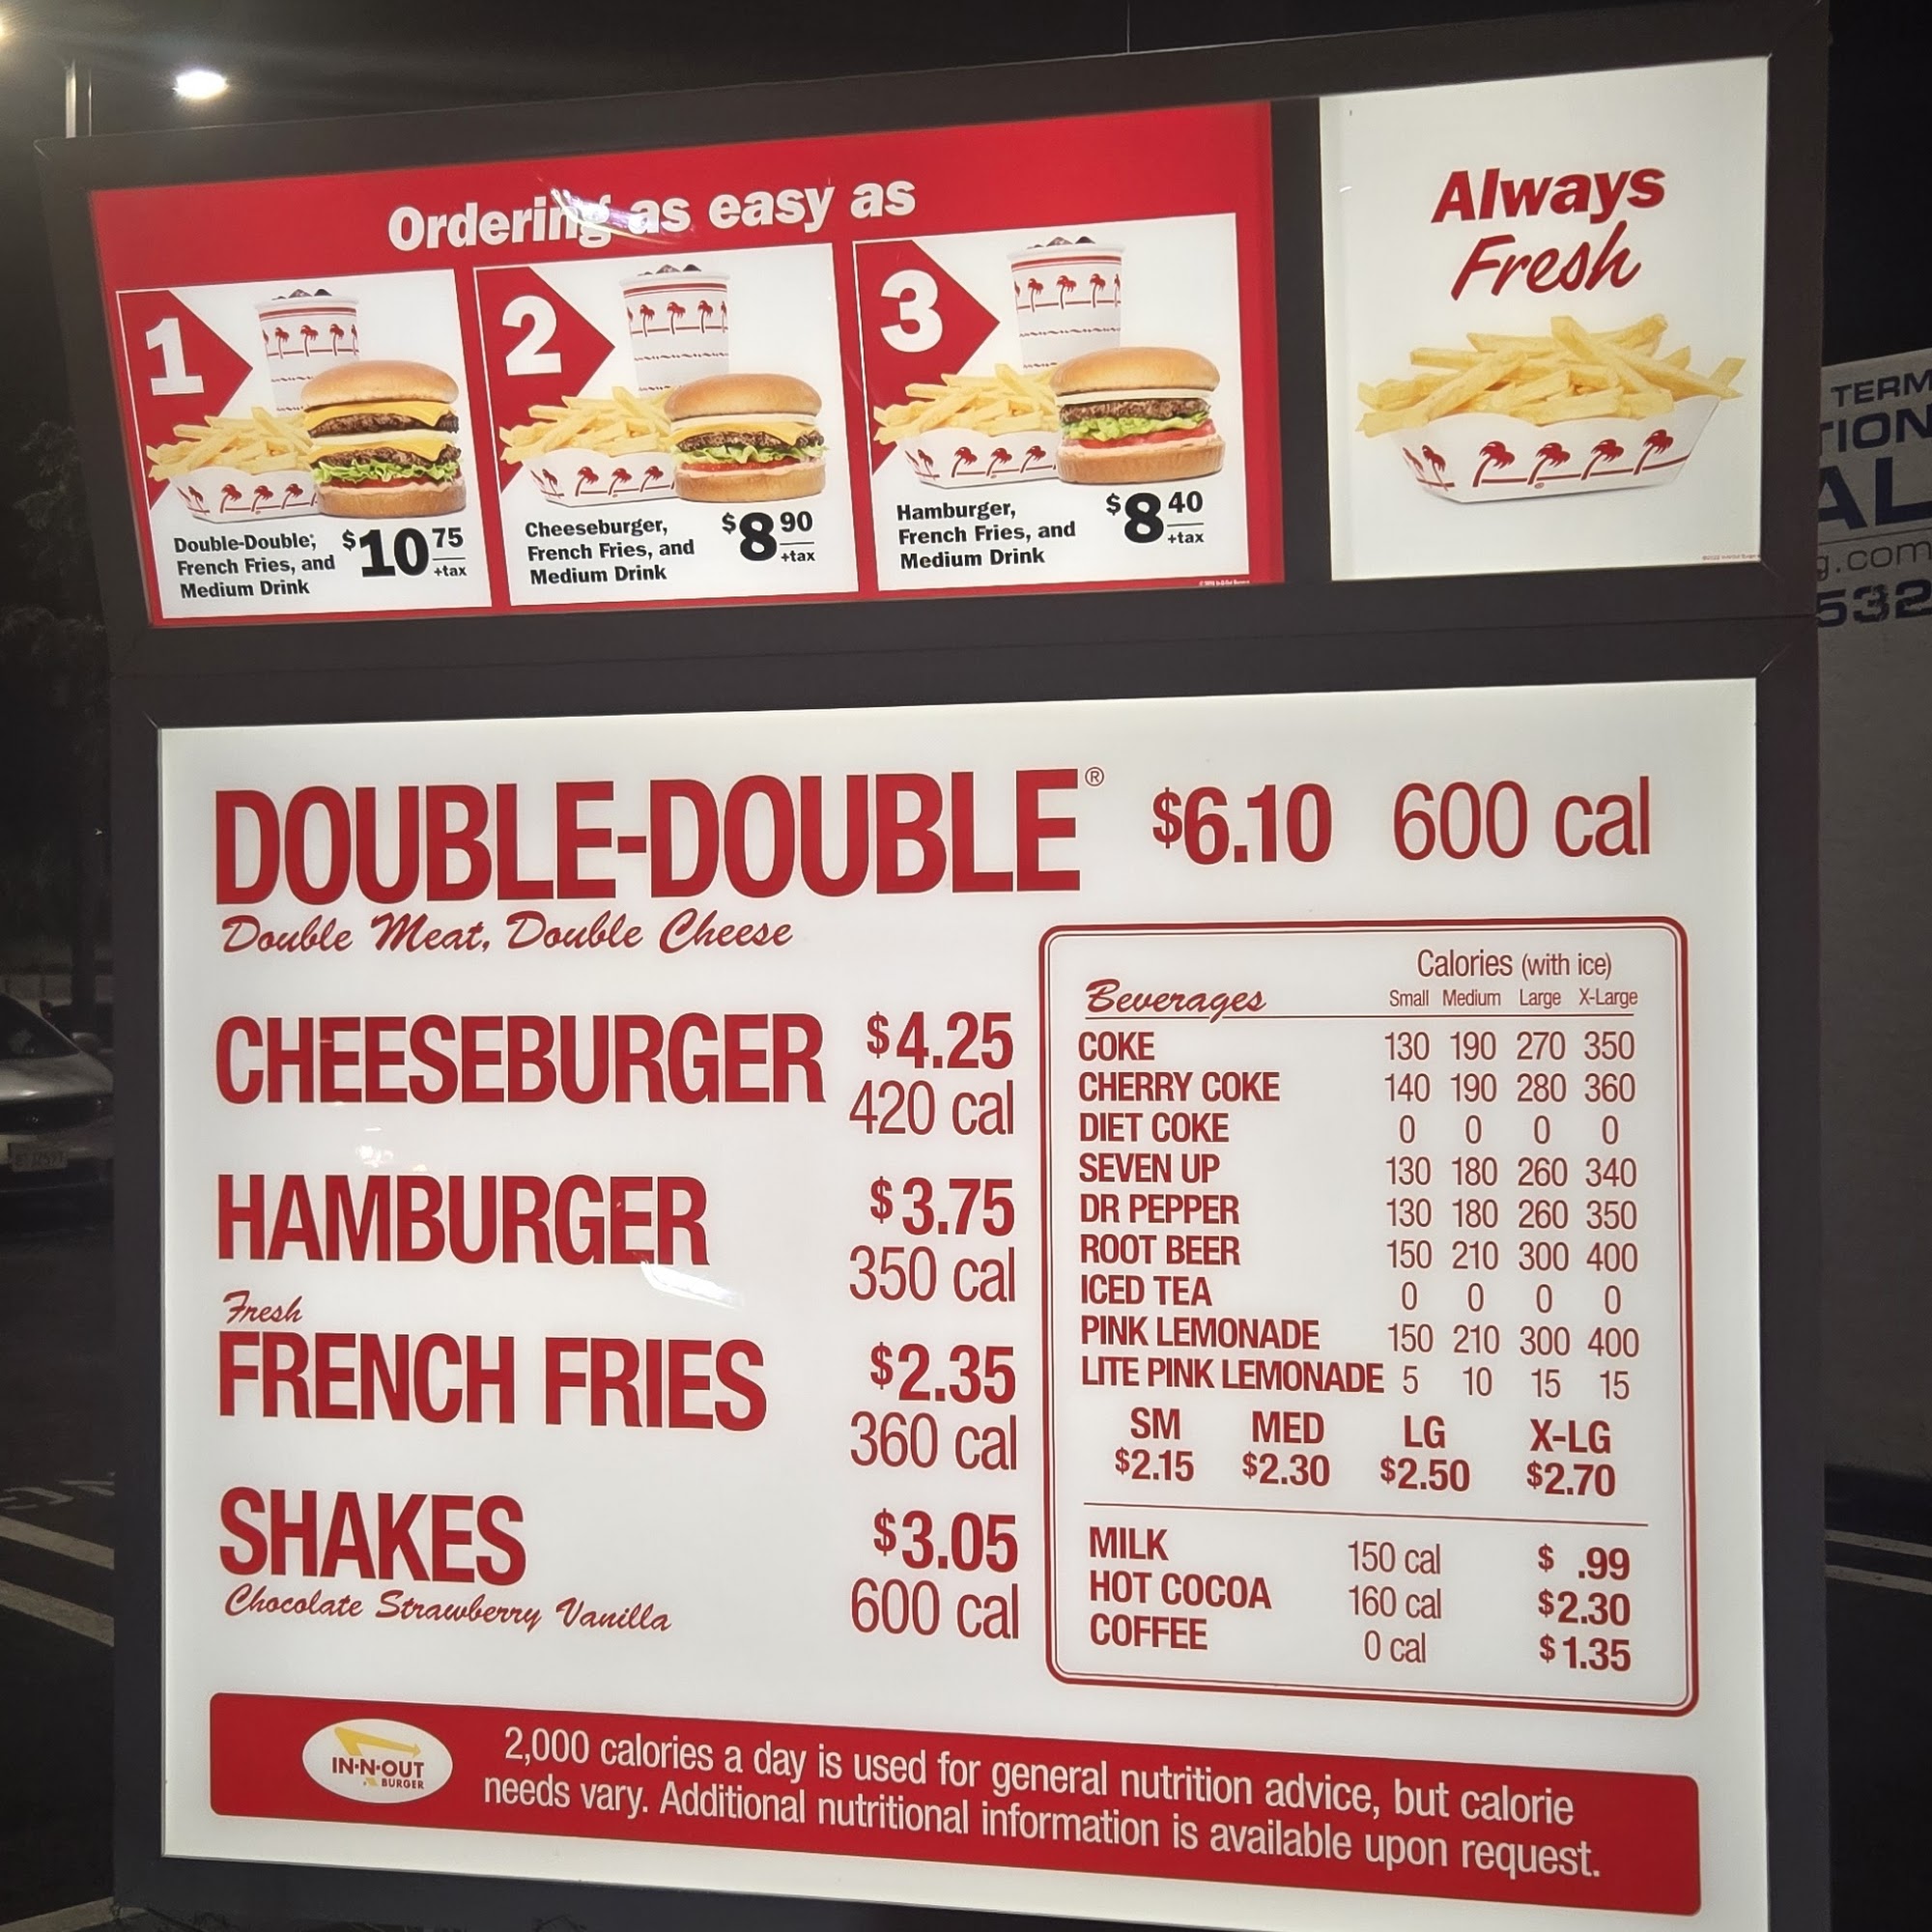 Ordering as easy as
1
Double-Double,
French Fries, and
Medium Drink
$10 75
+tax
2
Cheeseburger,
French Fries, and
Medium Drink
$8 90
+tax
3
Hamburger,
French Fries, and
Medium Drink
$8 40
+tax
Always
Fresh
TERM
TION
AL
g.com
532
DOUBLE-DOUBLE® $6.10 600 cal
Double Meat, Double Cheese
CHEESEBURGER $4.25
420 cal
HAMBURGER $3.75
350 cal
Fresh
FRENCH FRIES $2.35
360 cal
SHAKES $3.05
Chocolate Strawberry Vanilla 600 cal
Calories (with ice)
Beverages Small Medium Large X-Large
COKE 130 190 270 350
CHERRY COKE 140 190 280 360
DIET COKE 0 0 0 0
SEVEN UP 130 180 260 340
DR PEPPER 130 180 260 350
ROOT BEER 150 210 300 400
ICED TEA 0 0 0 0
PINK LEMONADE 150 210 300 400
LITE PINK LEMONADE 5 10 15 15
SM MED LG X-LG
$2.15 $2.30 $2.50 $2.70
MILK 150 cal $ .99
HOT COCOA 160 cal $2.30
COFFEE 0 cal $1.35
IN-N-OUT
BURGER
2,000 calories a day is used for general nutrition advice, but calorie
needs vary. Additional nutritional information is available upon request.